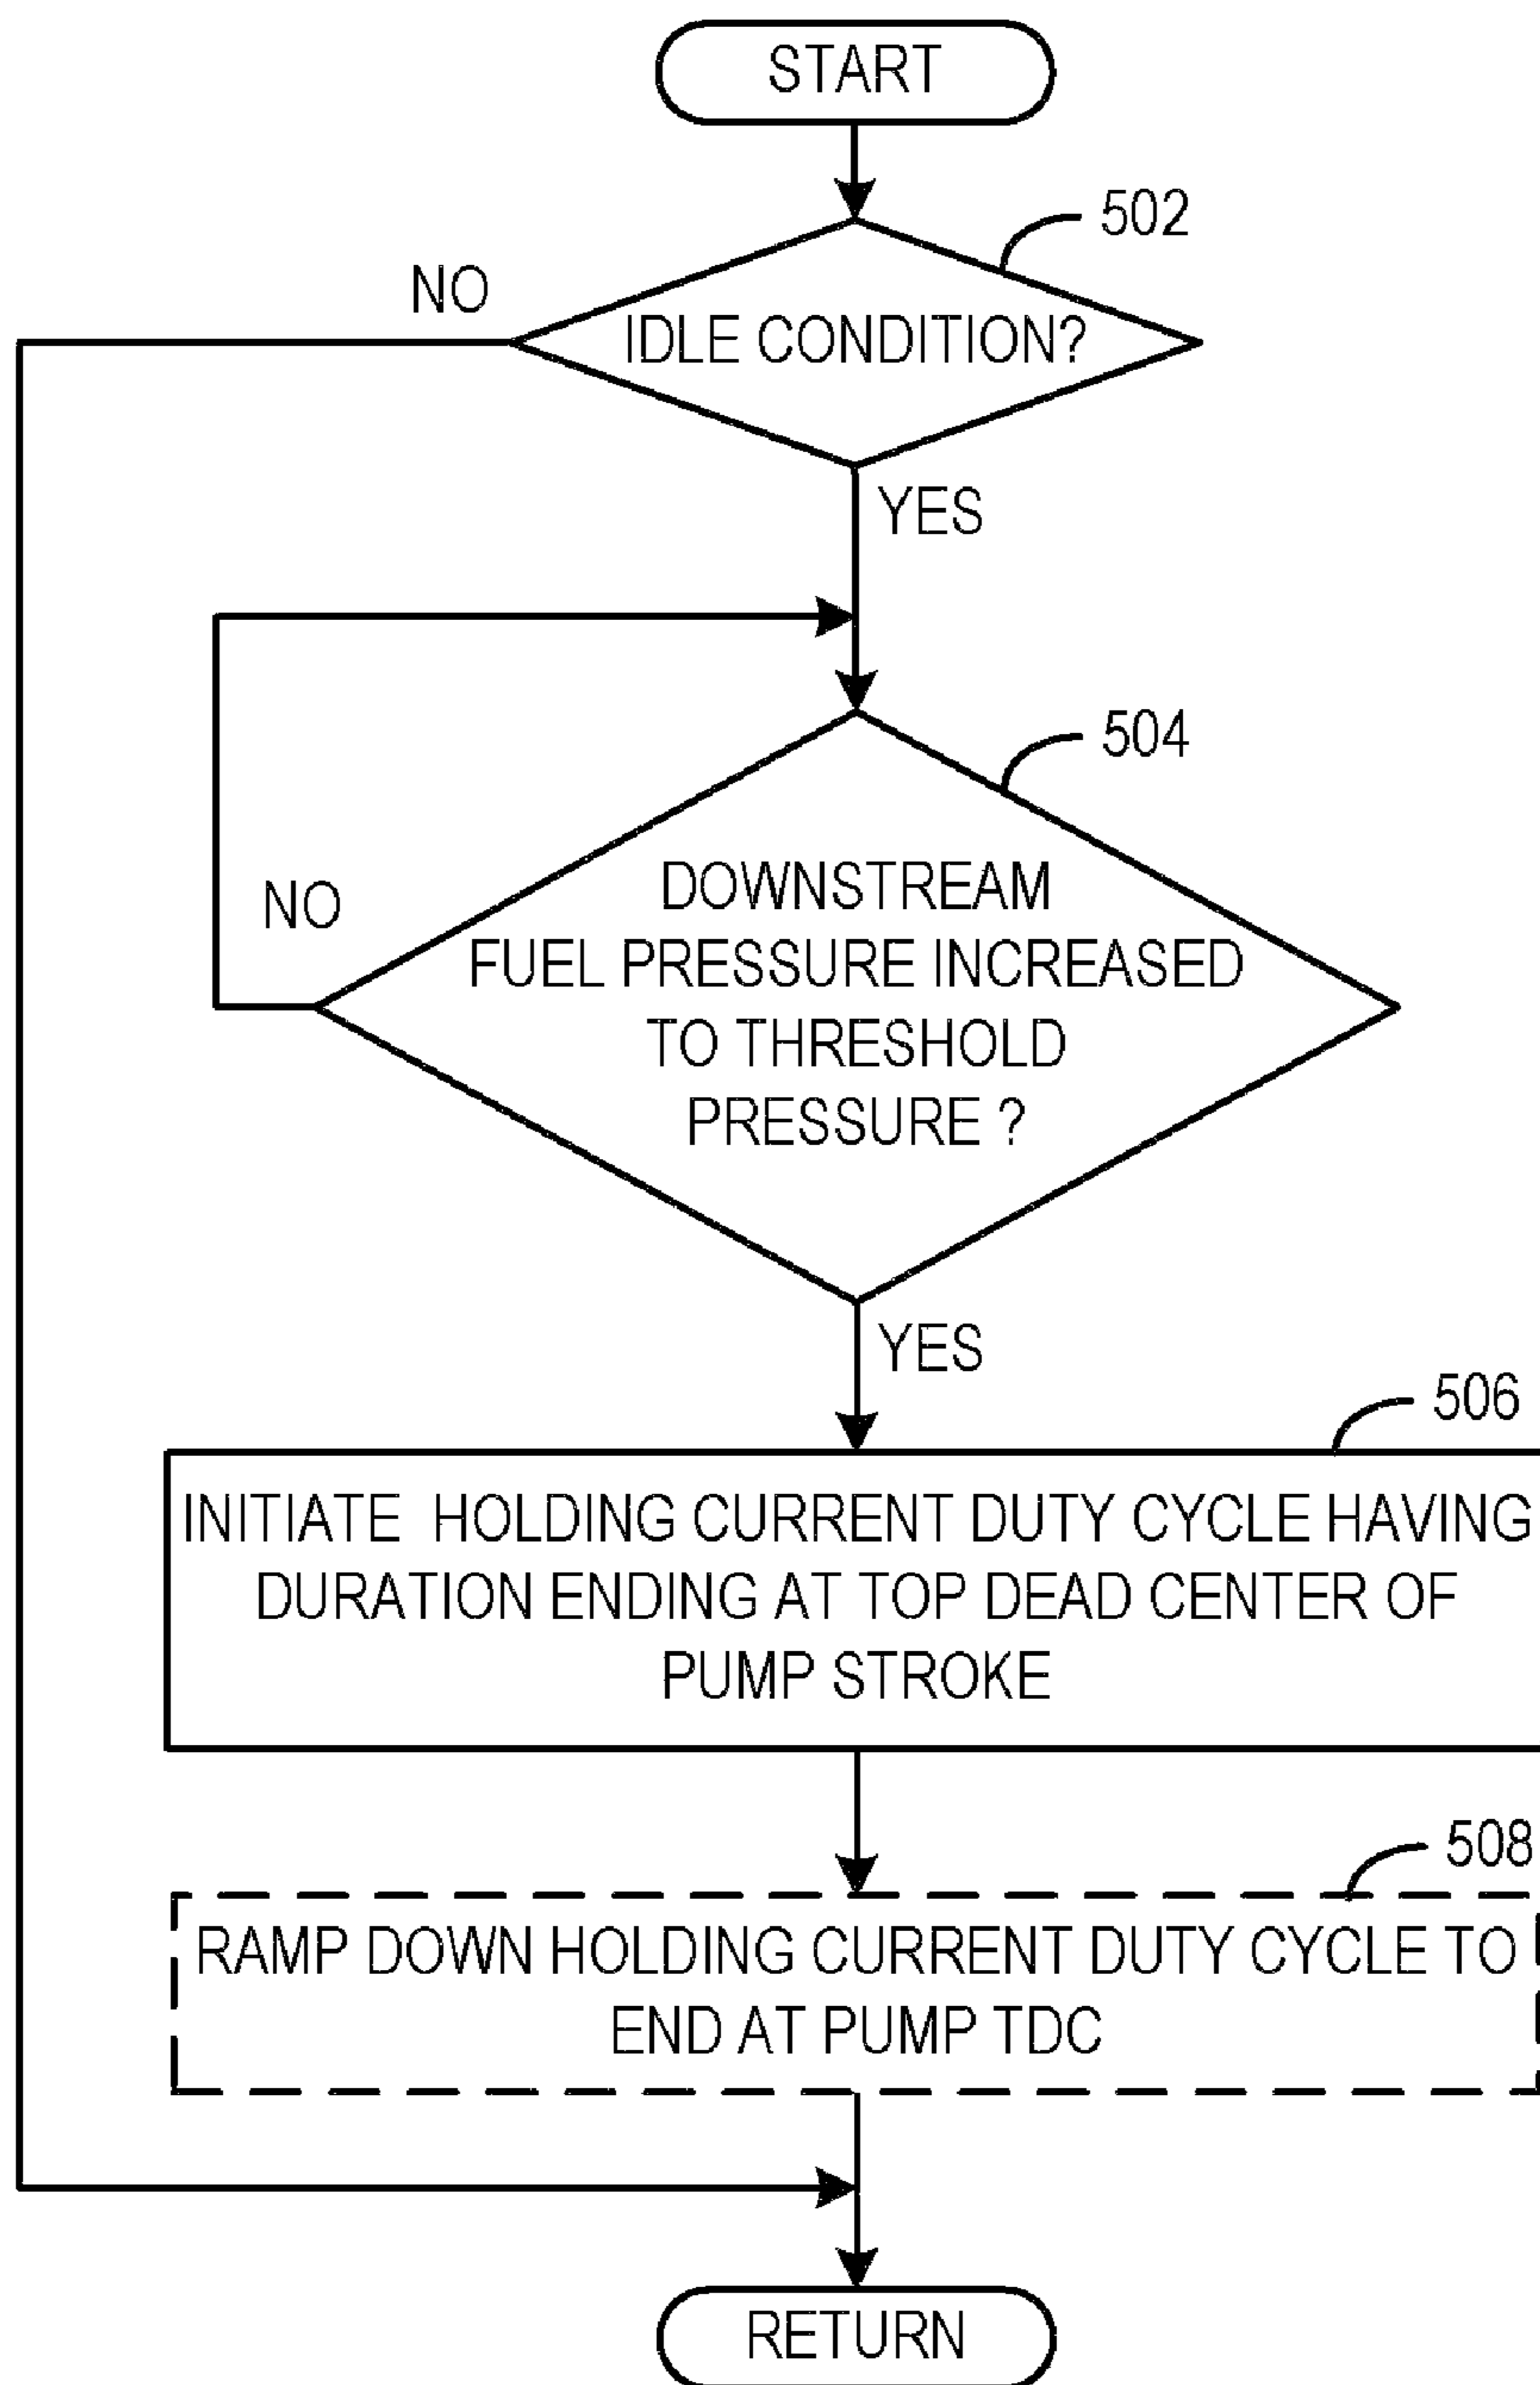 START
502
NO
IDLE CONDITION?
YES
504
DOWNSTREAM
FUEL PRESSURE INCREASED
TO THRESHOLD
PRESSURE ?
NO
YES
506
INITIATE HOLDING CURRENT DUTY CYCLE HAVING
DURATION ENDING AT TOP DEAD CENTER OF
PUMP STROKE
508
RAMP DOWN HOLDING CURRENT DUTY CYCLE TO
END AT PUMP TDC
RETURN